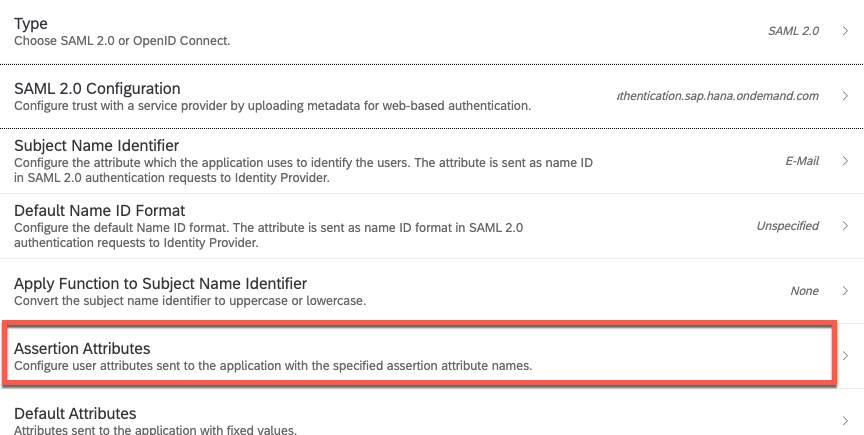 Type
Choose SAML 2.0 or OpenID Connect.
SAML 2.0
SAML 2.0 Configuration
Configure trust with a service provider by uploading metadata for web-based authentication.
uthentication.sap.hana.ondemand.com
Subject Name Identifier
Configure the attribute which the application uses to identify the users. The attribute is sent as name ID
in SAML 2.0 authentication requests to Identity Provider.
E-Mail
Default Name ID Format
Configure the default Name ID format. The attribute is sent as name ID format in SAML 2.0
authentication requests to Identity Provider.
Unspecified
Apply Function to Subject Name Identifier
Convert the subject name identifier to uppercase or lowercase.
None
Assertion Attributes
Configure user attributes sent to the application with the specified assertion attribute names.
Default Attributes
Attributes sent to the application with fixed values.